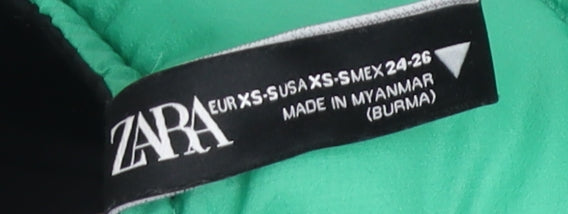 ZARA
EUR XS-S USA XS-S MEX 24-26
MADE IN MYANMAR
(BURMA)